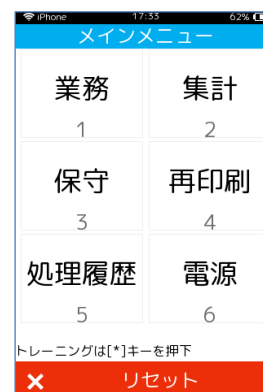 iPhone 17:33 62%
メインメニュー
業務 集計
1 2
保守 再印刷
3 4
処理履歴 電源
5 6
トレーニングは[*]キーを押下
× リセット